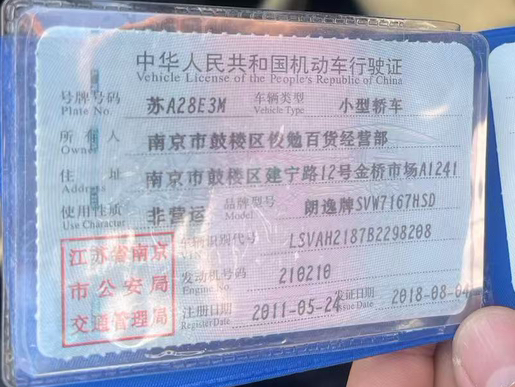 中华人民共和国机动车行驶证
Vehicle License of the People's Republic of China
号牌号码 苏A28E3M 车辆类型 小型轿车
Plate No. Vehicle Type
所有人 南京市鼓楼区俊勉百货经营部
Owner
住址 南京市鼓楼区建宁路12号金桥市场A1241
Address
使用性质 非营运 品牌型号 朗逸牌SVW7167HSD
Use Character Model
车辆识别代号 LSVAH2187B2298208
VIN
发动机号码 210210
Engine No.
注册日期 2011-05-24 发证日期 2018-08-04
Register Date Issue Date
江苏省南京
市公安局
交通管理局